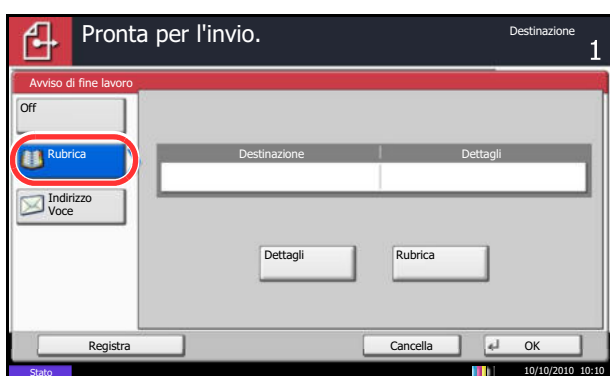 Pronta per l'invio.
Destinazione
1
Avviso di fine lavoro
Off
Rubrica
Indirizzo
Voce
Destinazione Dettagli
Dettagli Rubrica
Registra Cancella OK
Stato 10/10/2010 10:10